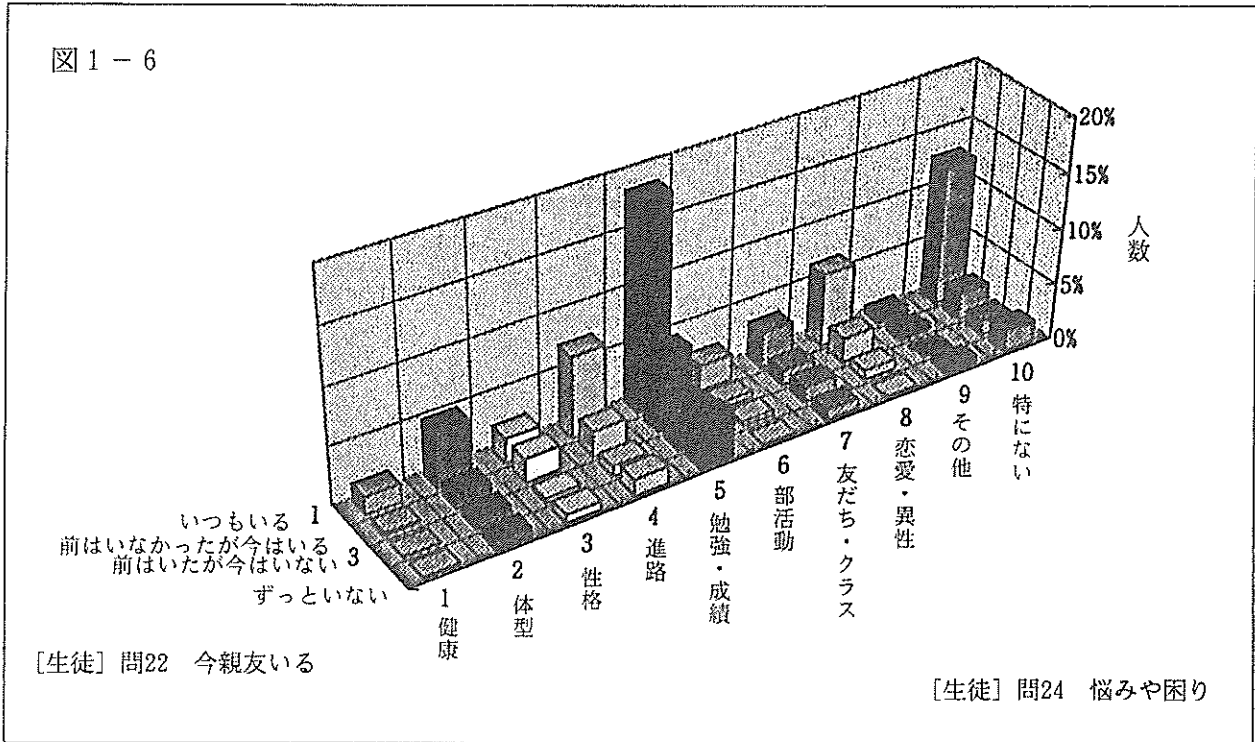 図1－6
20%
15%
10%
5%
0%
人数
いつもいる 1
前はいなかったが今はいる
前はいたが今はいない 3
ずっといない
1 健康
2 体型
3 性格
4 進路
5 勉強・成績
6 部活動
7 友だち・クラス
8 恋愛・異性
9 その他
10 特にない
[生徒] 問22 今親友いる
[生徒] 問24 悩みや困り